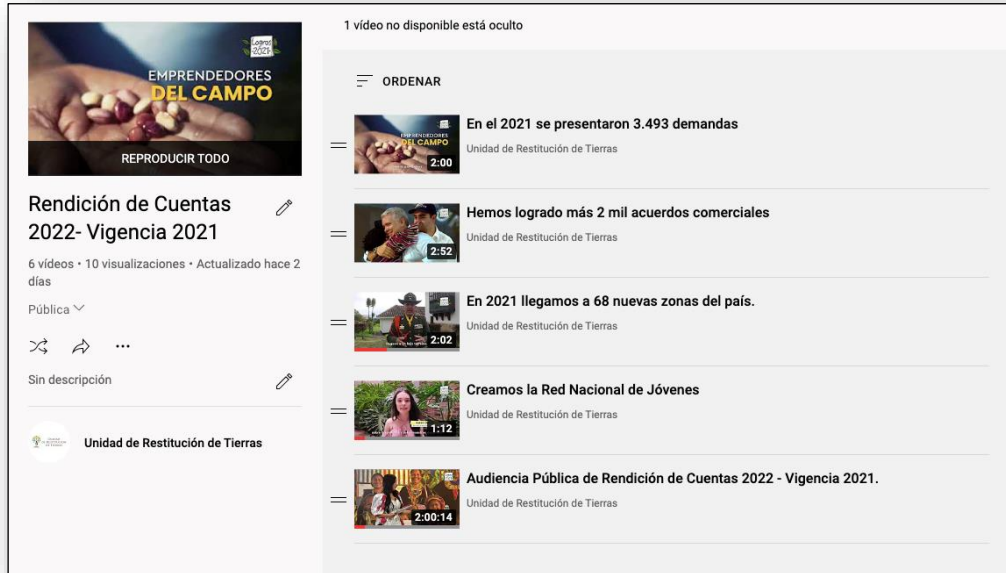 1 vídeo no disponible está oculto
Logros
2021
EMPRENDEDORES
DEL CAMPO
REPRODUCIR TODO
Rendición de Cuentas
2022- Vigencia 2021
6 vídeos • 10 visualizaciones • Actualizado hace 2
días
Pública
Sin descripción
Unidad de Restitución de Tierras
ORDENAR
EMPRENDEDORES
DEL CAMPO
2:00
En el 2021 se presentaron 3.493 demandas
Unidad de Restitución de Tierras
2:52
Hemos logrado más 2 mil acuerdos comerciales
Unidad de Restitución de Tierras
2:02
En 2021 llegamos a 68 nuevas zonas del país.
Unidad de Restitución de Tierras
1:12
Creamos la Red Nacional de Jóvenes
Unidad de Restitución de Tierras
2:00:14
Audiencia Pública de Rendición de Cuentas 2022 - Vigencia 2021.
Unidad de Restitución de Tierras